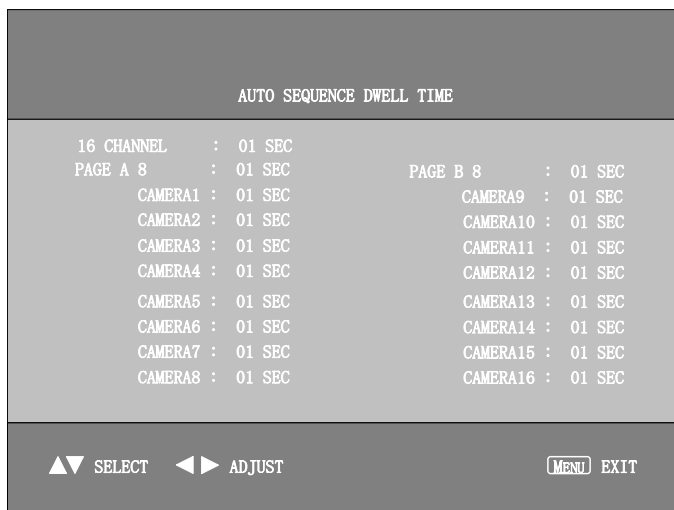 AUTO SEQUENCE DWELL TIME
16 CHANNEL : 01 SEC
PAGE A 8 : 01 SEC PAGE B 8 : 01 SEC
CAMERA1 : 01 SEC CAMERA9 : 01 SEC
CAMERA2 : 01 SEC CAMERA10 : 01 SEC
CAMERA3 : 01 SEC CAMERA11 : 01 SEC
CAMERA4 : 01 SEC CAMERA12 : 01 SEC
CAMERA5 : 01 SEC CAMERA13 : 01 SEC
CAMERA6 : 01 SEC CAMERA14 : 01 SEC
CAMERA7 : 01 SEC CAMERA15 : 01 SEC
CAMERA8 : 01 SEC CAMERA16 : 01 SEC
▲▼ SELECT ◀▶ ADJUST MENU EXIT